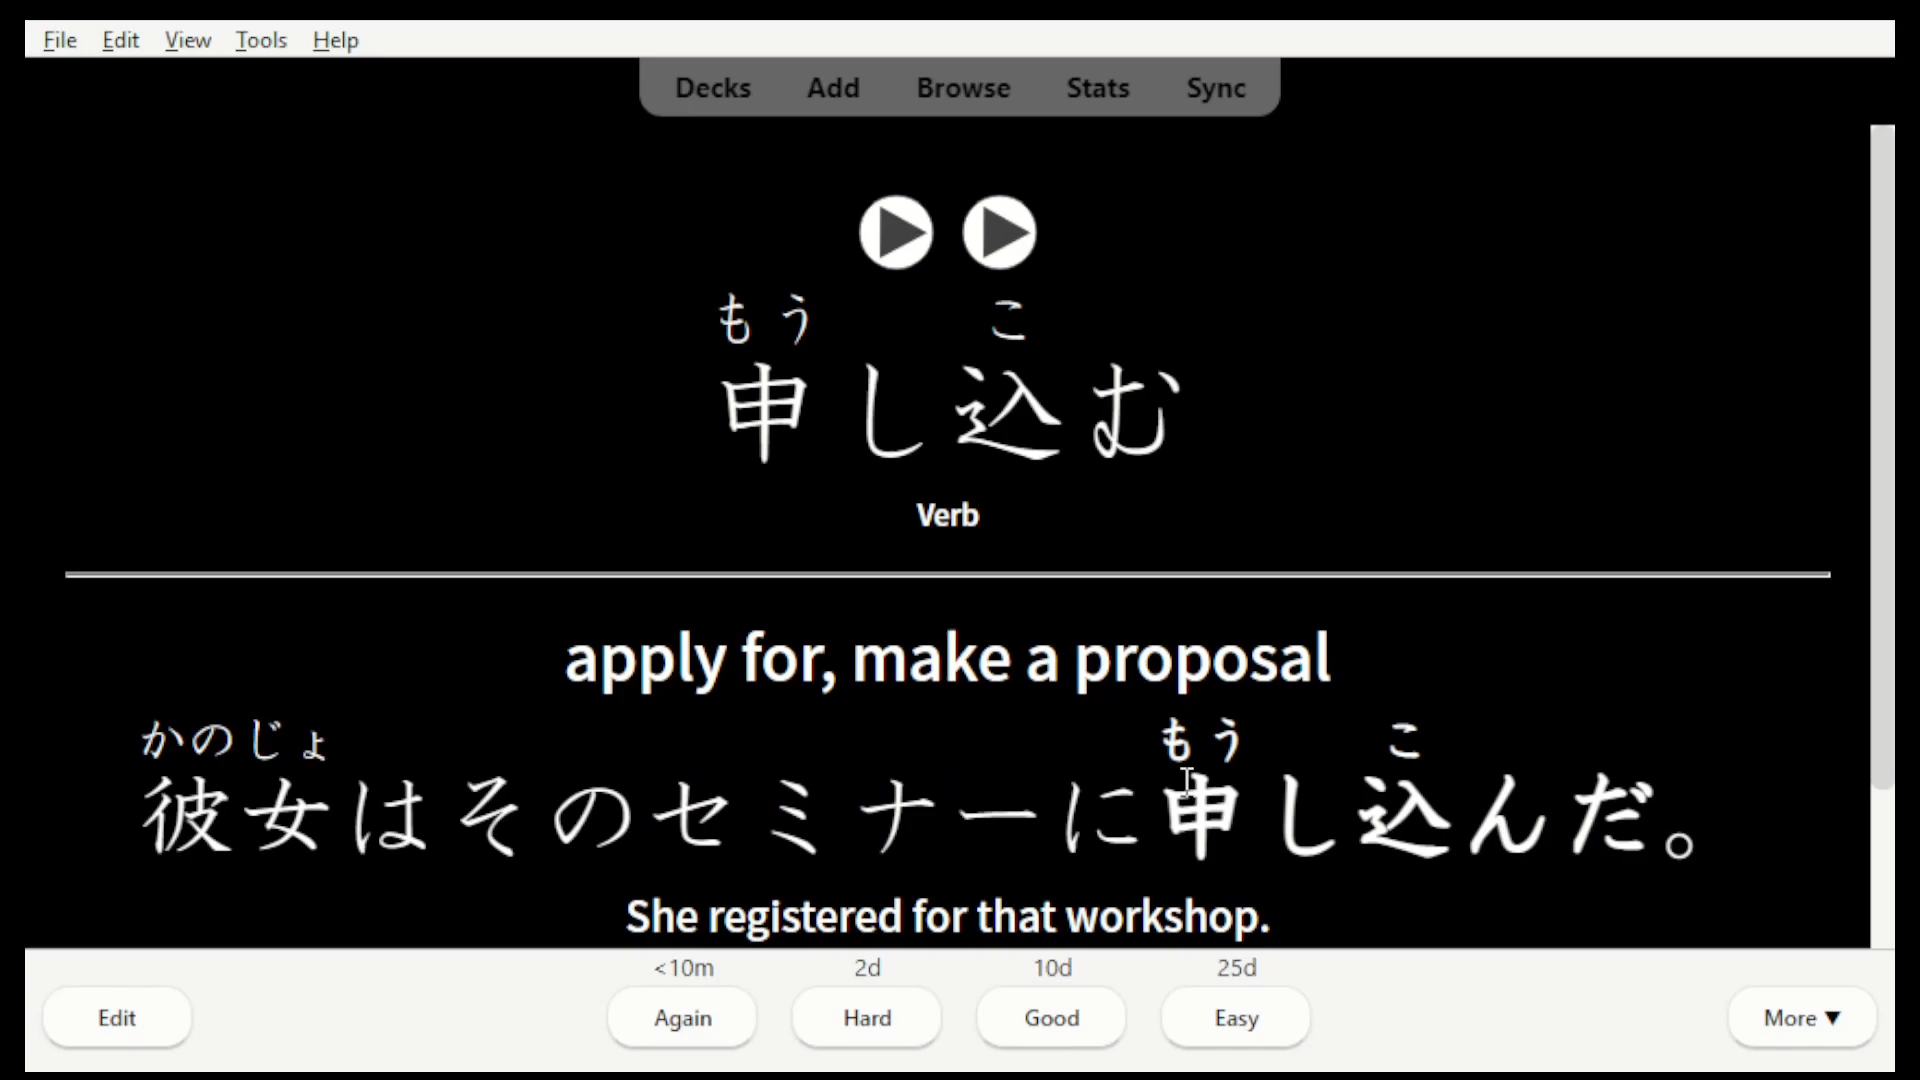 File Edit View Tools Help
Decks Add Browse Stats Sync
もう こ
申し込む
Verb
apply for, make a proposal
かのじょ もう こ
彼女はそのセミナーに申し込んだ。
She registered for that workshop.
<10m 2d 10d 25d
Edit Again Hard Good Easy More ▼